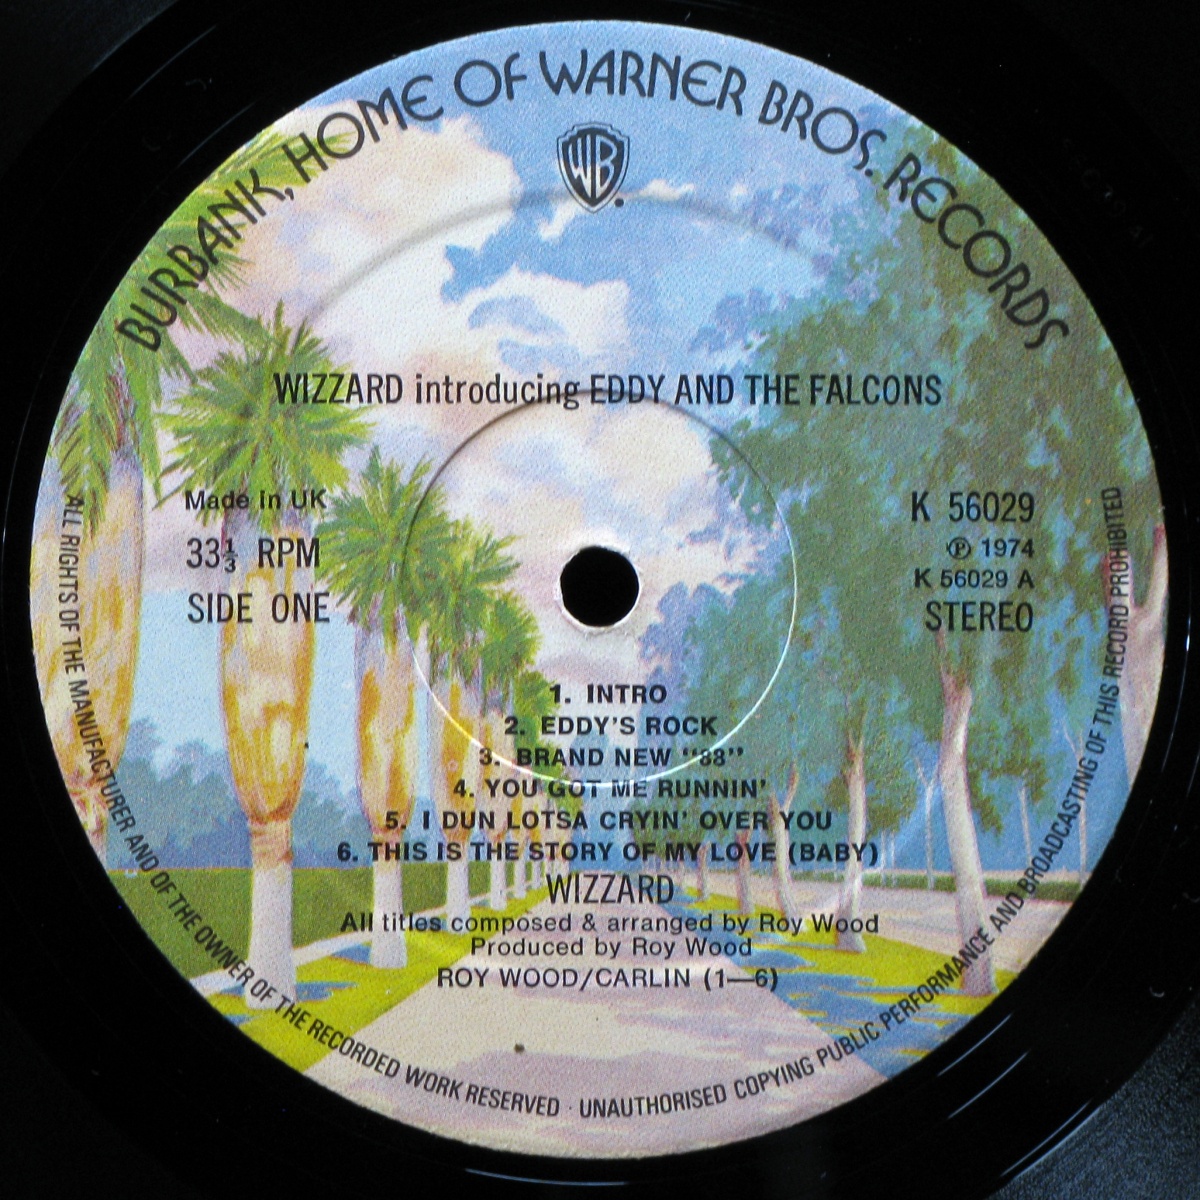 BURBANK, HOME OF WARNER BROS. RECORDS
WB
WIZZARD introducing EDDY AND THE FALCONS
Made in UK
33⅓ RPM
SIDE ONE
K 56029
℗ 1974
K 56029 A
STEREO
1. INTRO
2. EDDY'S ROCK
3. BRAND NEW “88”
4. YOU GOT ME RUNNIN'
5. I DUN LOTSA CRYIN' OVER YOU
6. THIS IS THE STORY OF MY LOVE (BABY)
WIZZARD
All titles composed & arranged by Roy Wood
Produced by Roy Wood
ROY WOOD/CARLIN (1—6)
ALL RIGHTS OF THE MANUFACTURER AND OF THE OWNER OF THE RECORDED WORK RESERVED · UNAUTHORISED COPYING PUBLIC PERFORMANCE AND BROADCASTING OF THIS RECORD PROHIBITED